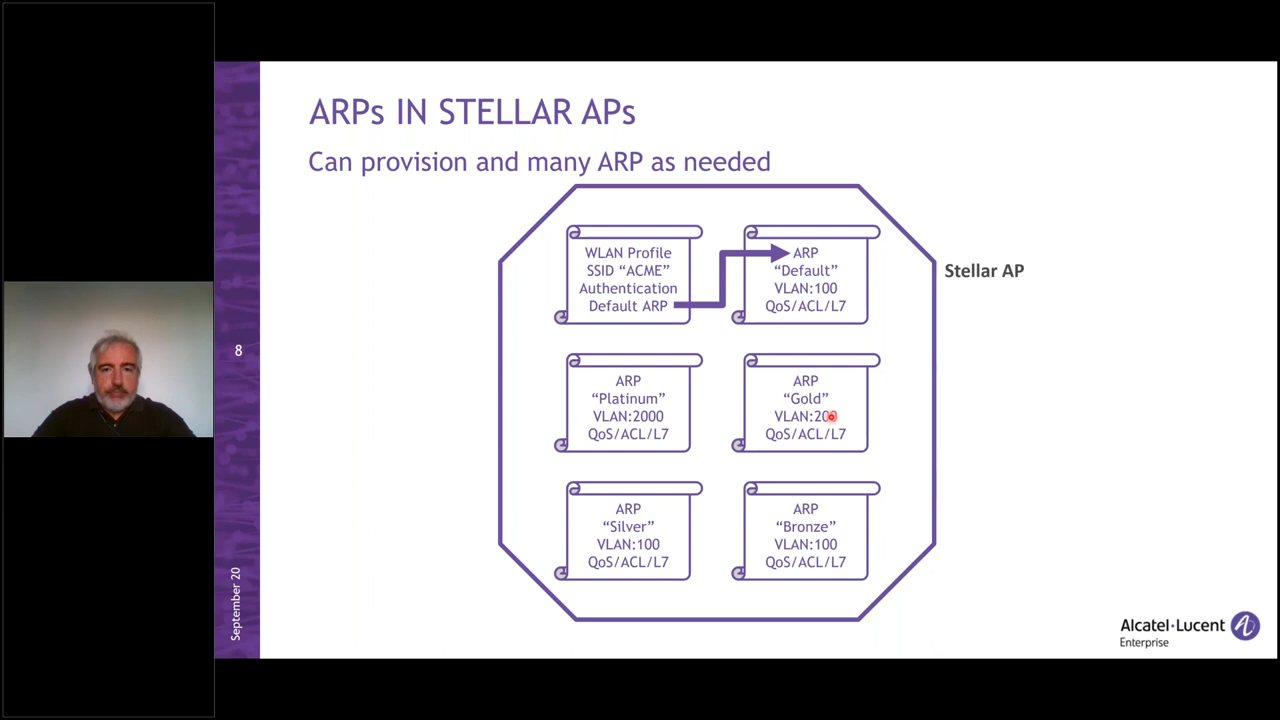 ARPs IN STELLAR APs
Can provision and many ARP as needed
WLAN Profile
SSID “ACME”
Authentication
Default ARP
ARP
“Default”
VLAN:100
QoS/ACL/L7
Stellar AP
ARP
“Platinum”
VLAN:2000
QoS/ACL/L7
ARP
“Gold”
VLAN:200
QoS/ACL/L7
ARP
“Silver”
VLAN:100
QoS/ACL/L7
ARP
“Bronze”
VLAN:100
QoS/ACL/L7
8
September 20
Alcatel·Lucent
Enterprise